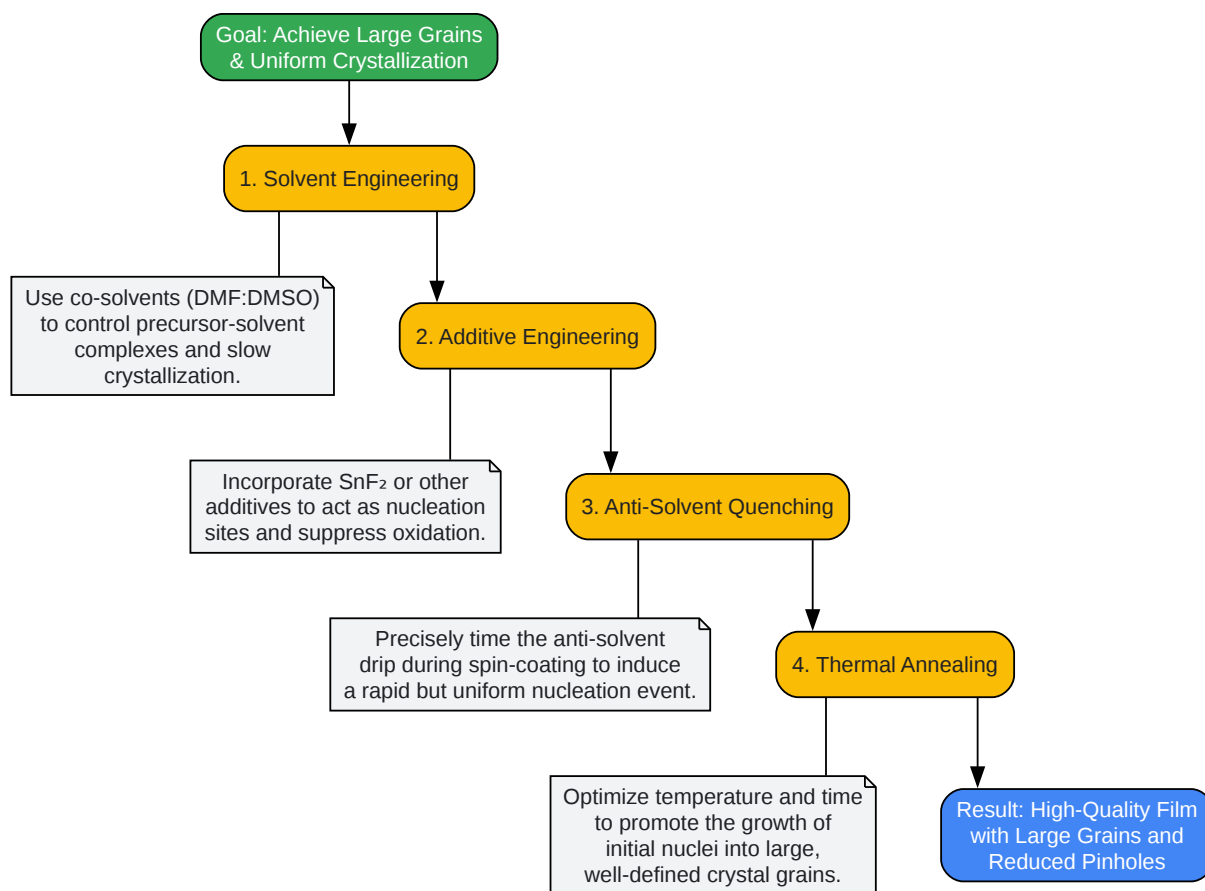 Goal: Achieve Large Grains
& Uniform Crystallization
1. Solvent Engineering
Use co-solvents (DMF:DMSO)
to control precursor-solvent
complexes and slow
crystallization.
2. Additive Engineering
Incorporate SnF₂ or other
additives to act as nucleation
sites and suppress oxidation.
3. Anti-Solvent Quenching
Precisely time the anti-solvent
drip during spin-coating to induce
a rapid but uniform nucleation event.
4. Thermal Annealing
Optimize temperature and time
to promote the growth of
initial nuclei into large,
well-defined crystal grains.
Result: High-Quality Film
with Large Grains and
Reduced Pinholes